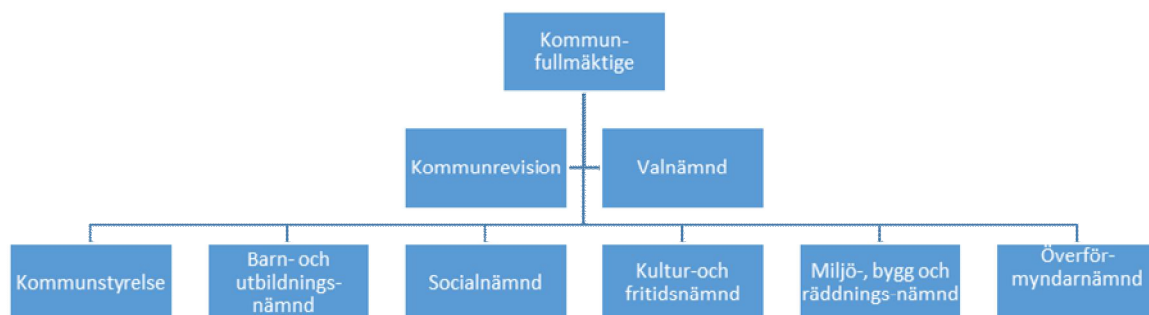 Kommun-
fullmäktige
Kommunrevision
Valnämnd
Kommunstyrelse
Barn- och
utbildnings-
nämnd
Socialnämnd
Kultur-och
fritidsnämnd
Miljö-, bygg och
räddnings-nämnd
Överför-
myndarnämnd